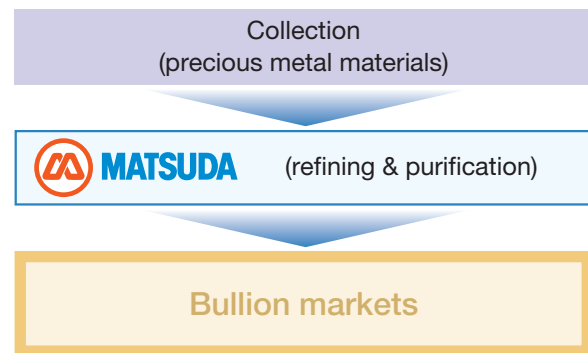 Collection
(precious metal materials)
MATSUDA (refining & purification)
Bullion markets